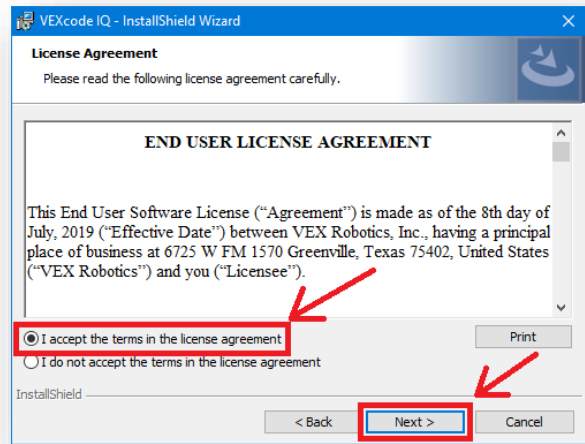 VEXcode IQ - InstallShield Wizard
License Agreement
Please read the following license agreement carefully.
END USER LICENSE AGREEMENT
This End User Software License (“Agreement”) is made as of the 8th day of
July, 2019 (“Effective Date”) between VEX Robotics, Inc., having a principal
place of business at 6725 W FM 1570 Greenville, Texas 75402, United States
(“VEX Robotics”) and you (“Licensee”).
I accept the terms in the license agreement
Print
I do not accept the terms in the license agreement
InstallShield
< Back
Next >
Cancel